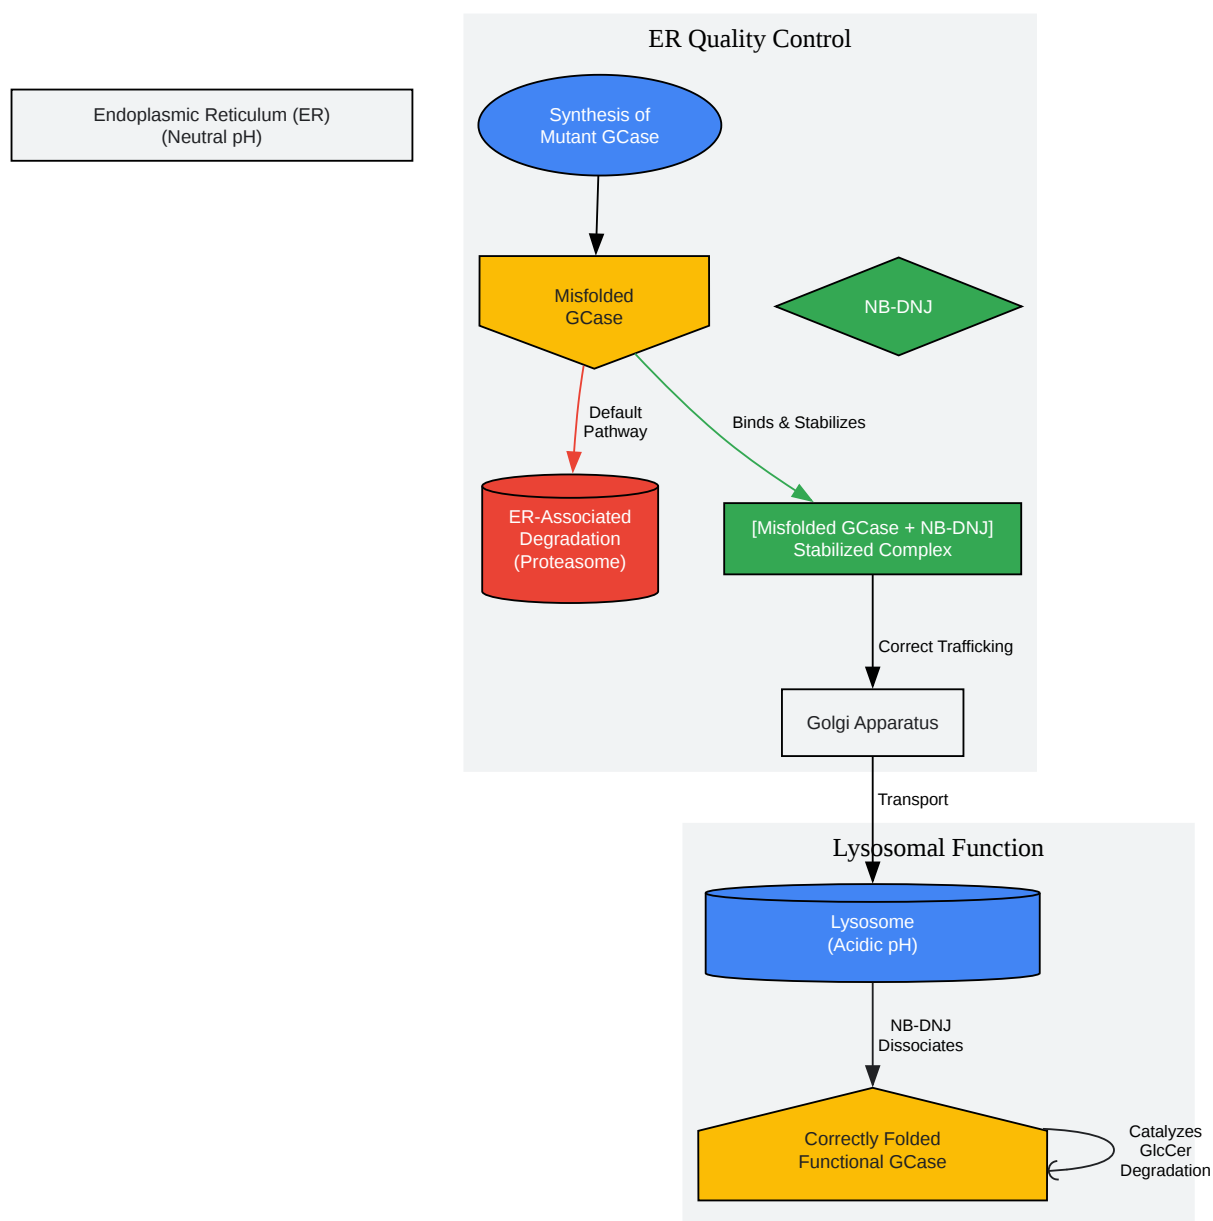 ER Quality Control
Endoplasmic Reticulum (ER)
(Neutral pH)
Synthesis of
Mutant GCase
Misfolded
GCase
NB-DNJ
Default
Pathway
Binds & Stabilizes
ER-Associated
Degradation
(Proteasome)
[Misfolded GCase + NB-DNJ]
Stabilized Complex
Correct Trafficking
Golgi Apparatus
Transport
Lysosomal Function
Lysosome
(Acidic pH)
NB-DNJ
Dissociates
Correctly Folded
Functional GCase
Catalyzes
GlcCer
Degradation